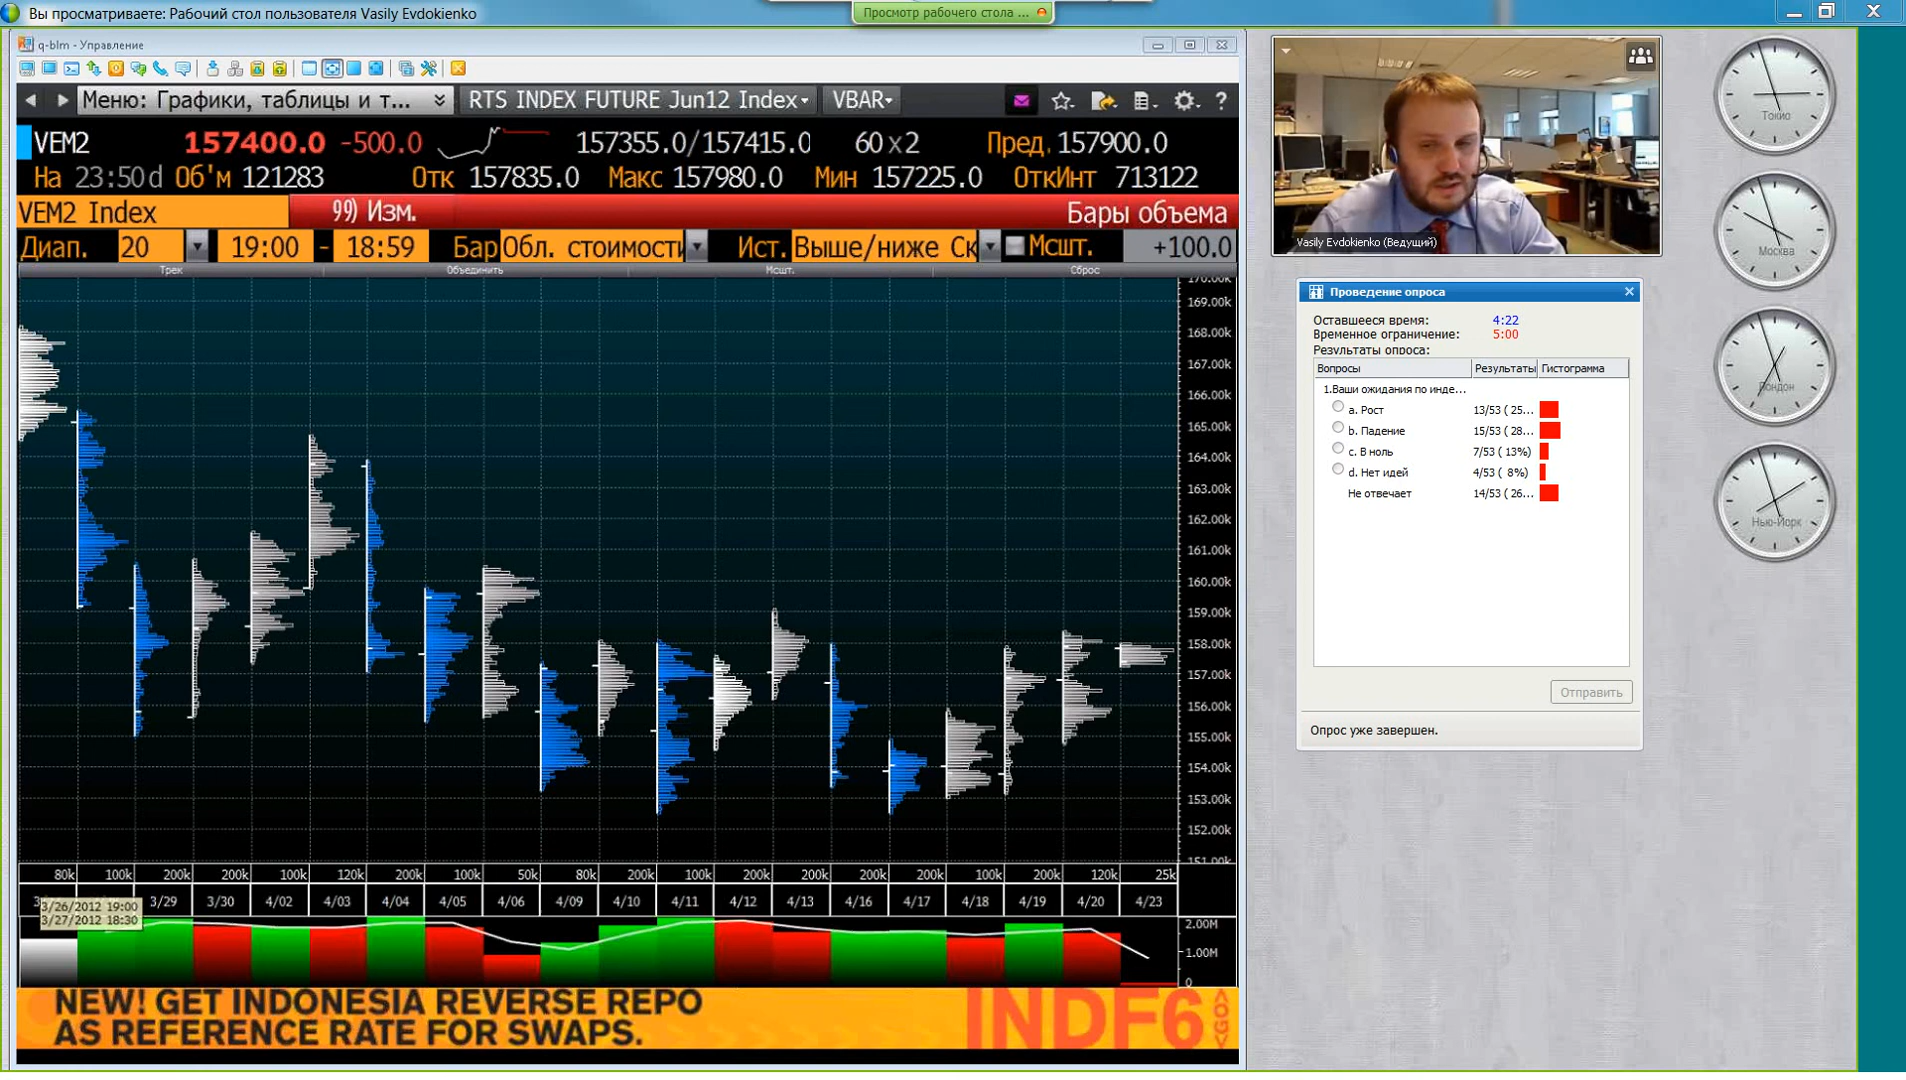 Вы просматриваете: Рабочий стол пользователя Vasily Evdokienko
Просмотр рабочего стола ...
q-blm - Управление
Меню: Графики, таблицы и т...
RTS INDEX FUTURE Jun12 Index
VBAR
?
VEM2 157400.0 -500.0 157355.0/157415.0 60x2 Пред. 157900.0
На 23:50d Об'м 121283 Отк 157835.0 Макс 157980.0 Мин 157225.0 ОткИнт 713122
VEM2 Index 99) Изм. Бары объема
Диап. 20 19:00 - 18:59 Бар Обл. стоимости Ист. Выше/ниже Ск Мсшт. +100.0
Трек Объединить Мсшт. Сброс
170.00k
169.00k
168.00k
167.00k
166.00k
165.00k
164.00k
163.00k
162.00k
161.00k
160.00k
159.00k
158.00k
157.00k
156.00k
155.00k
154.00k
153.00k
152.00k
151.00k
80k 100k 200k 200k 100k 120k 200k 100k 50k 80k 200k 100k 200k 200k 200k 200k 100k 200k 120k 25k
3/29 3/30 4/02 4/03 4/04 4/05 4/06 4/09 4/10 4/11 4/12 4/13 4/16 4/17 4/18 4/19 4/20 4/23
3/26/2012 19:00
3/27/2012 18:30
2.00M
1.00M
0
NEW! GET INDONESIA REVERSE REPO
AS REFERENCE RATE FOR SWAPS.
INDF6 <GO>
Vasily Evdokienko (Ведущий)
Проведение опроса
Оставшееся время: 4:22
Временное ограничение: 5:00
Результаты опроса:
Вопросы Результаты Гистограмма
1.Ваши ожидания по инде...
a. Рост 13/53 ( 25...
b. Падение 15/53 ( 28...
c. В ноль 7/53 ( 13%)
d. Нет идей 4/53 ( 8%)
Не отвечает 14/53 ( 26...
Отправить
Опрос уже завершен.
Токио
Москва
Лондон
Нью-Йорк